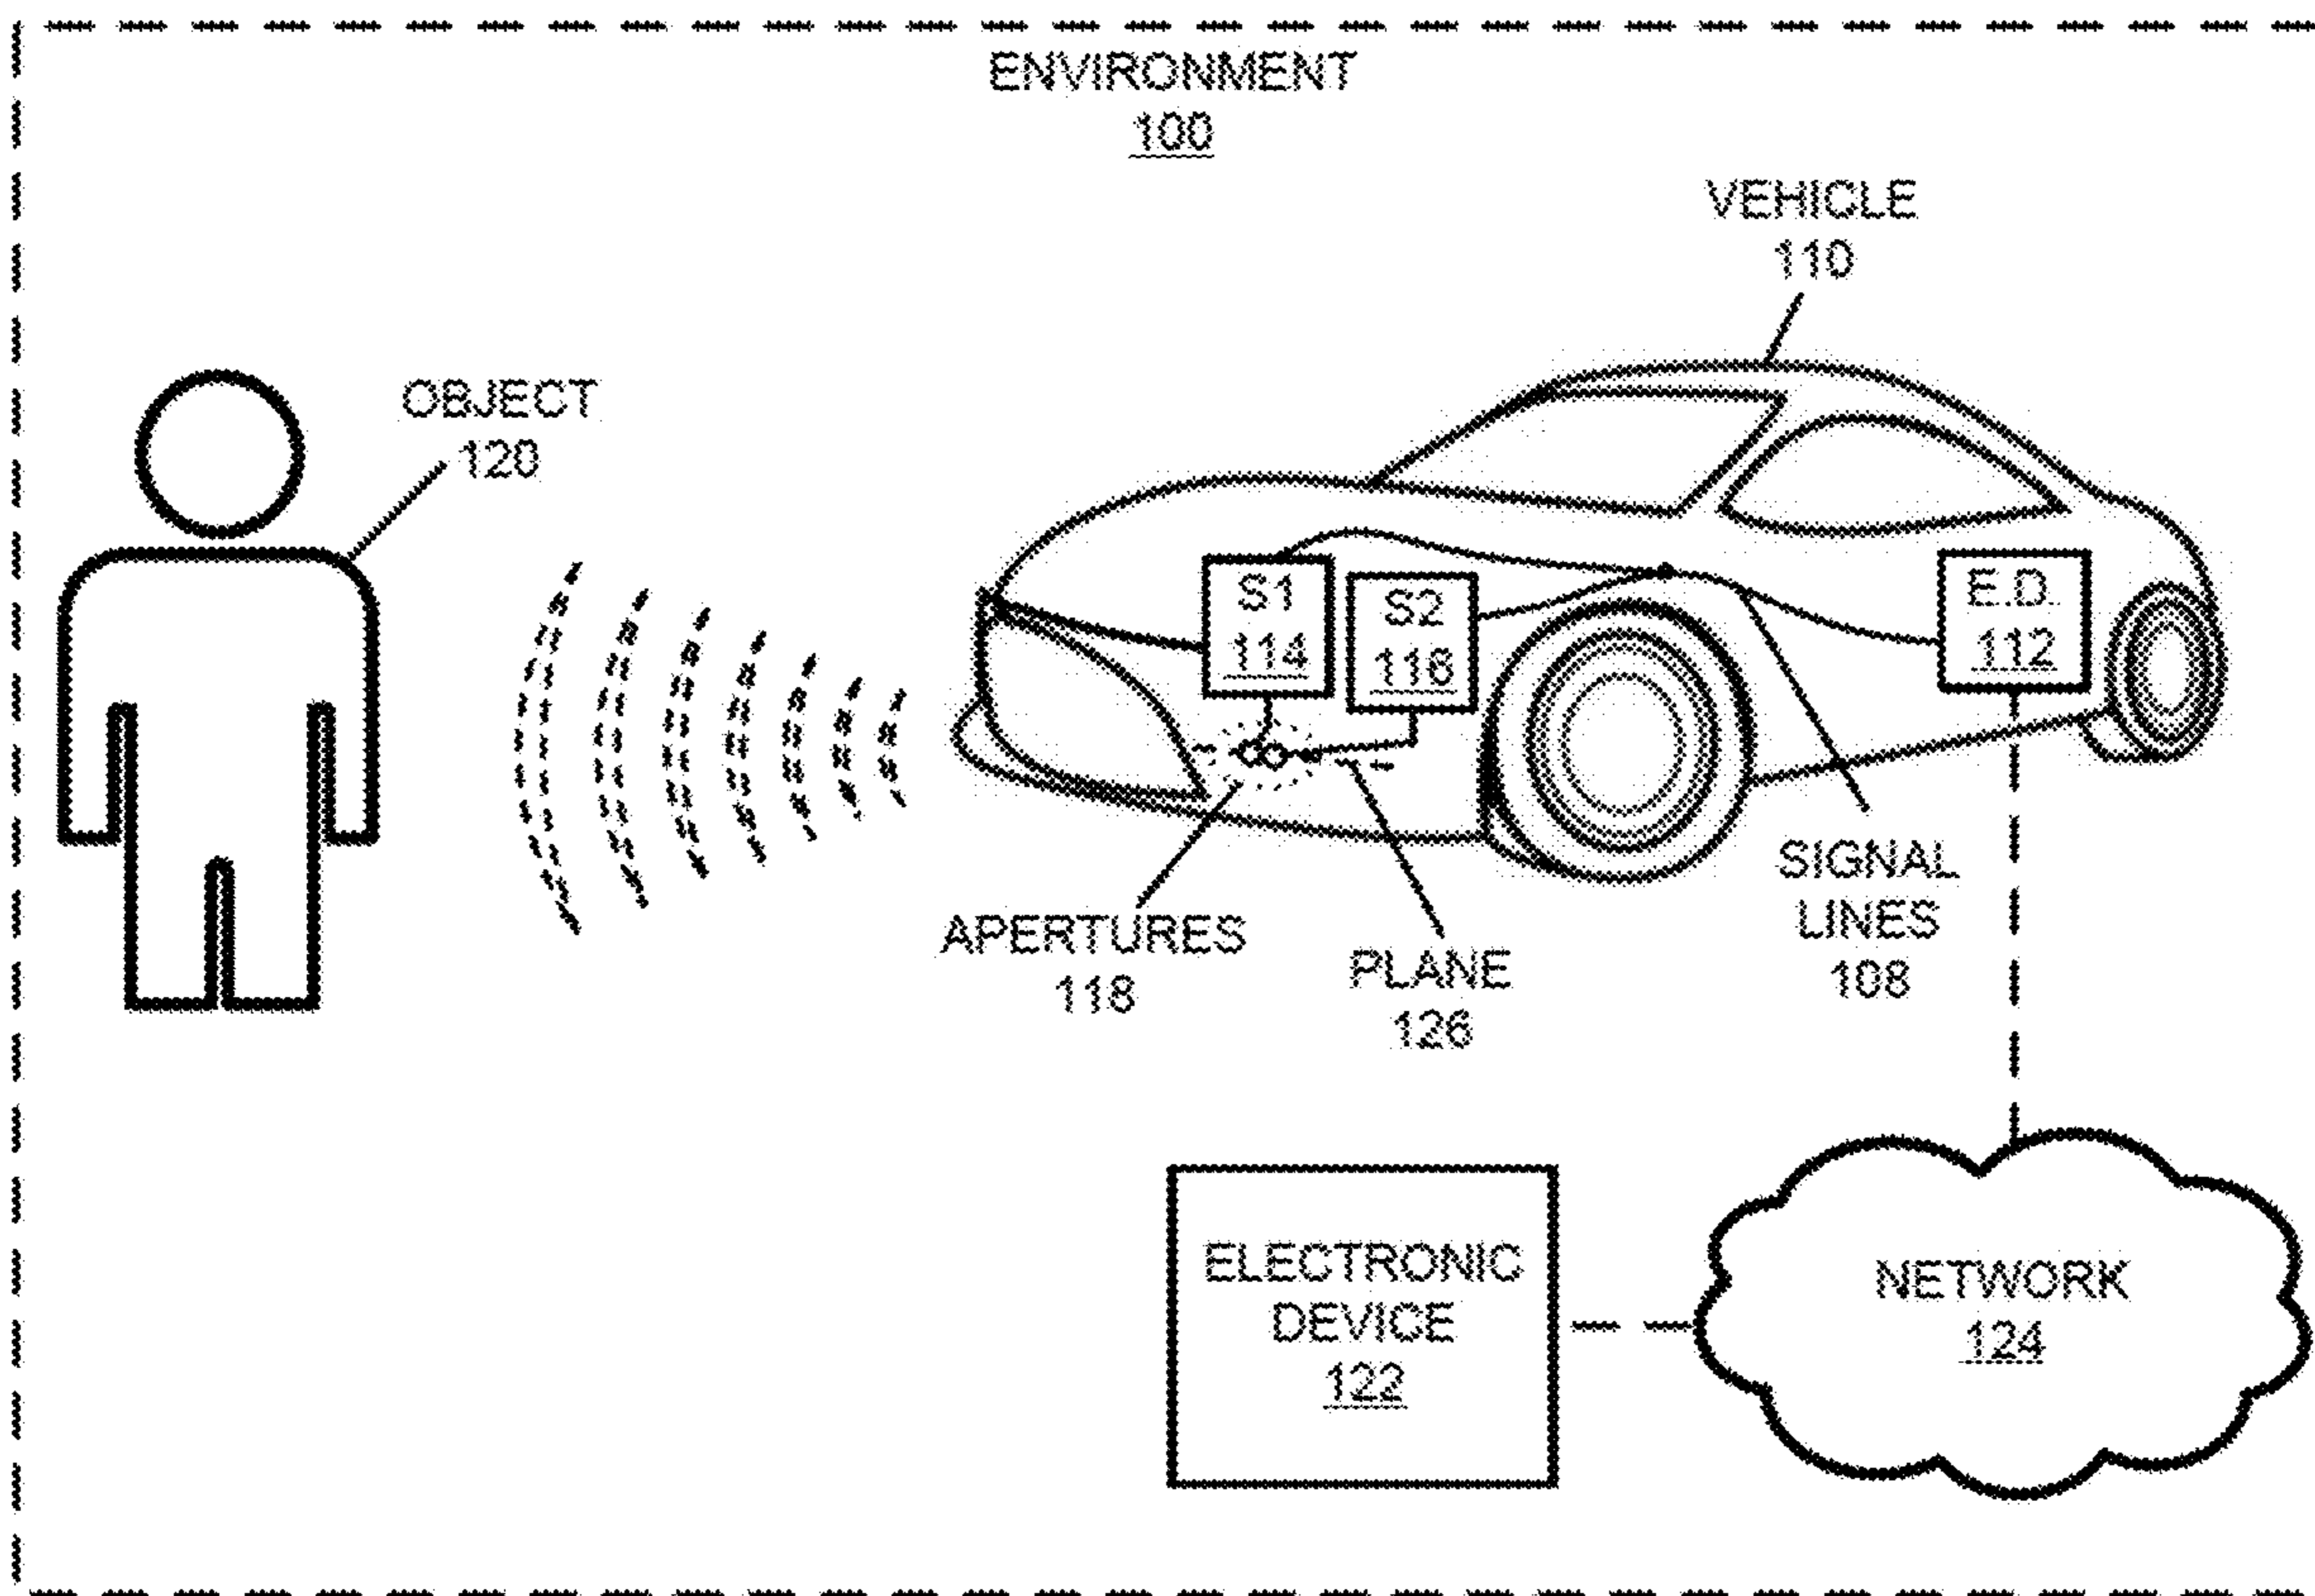 ENVIRONMENT
100
VEHICLE
110
OBJECT
120
S1
114
S2
116
E.D.
112
APERTURES
118
PLANE
126
SIGNAL
LINES
108
ELECTRONIC
DEVICE
122
NETWORK
124